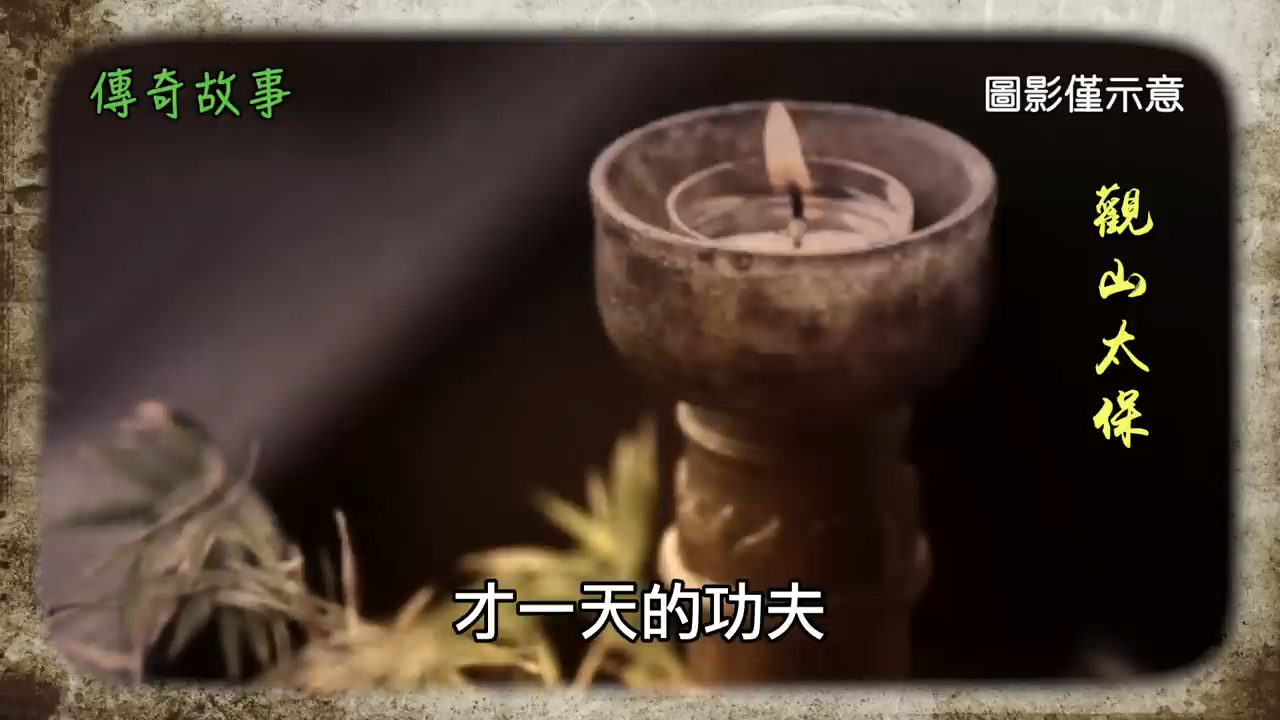 傳奇故事
圖影僅示意
觀山太保
才一天的功夫